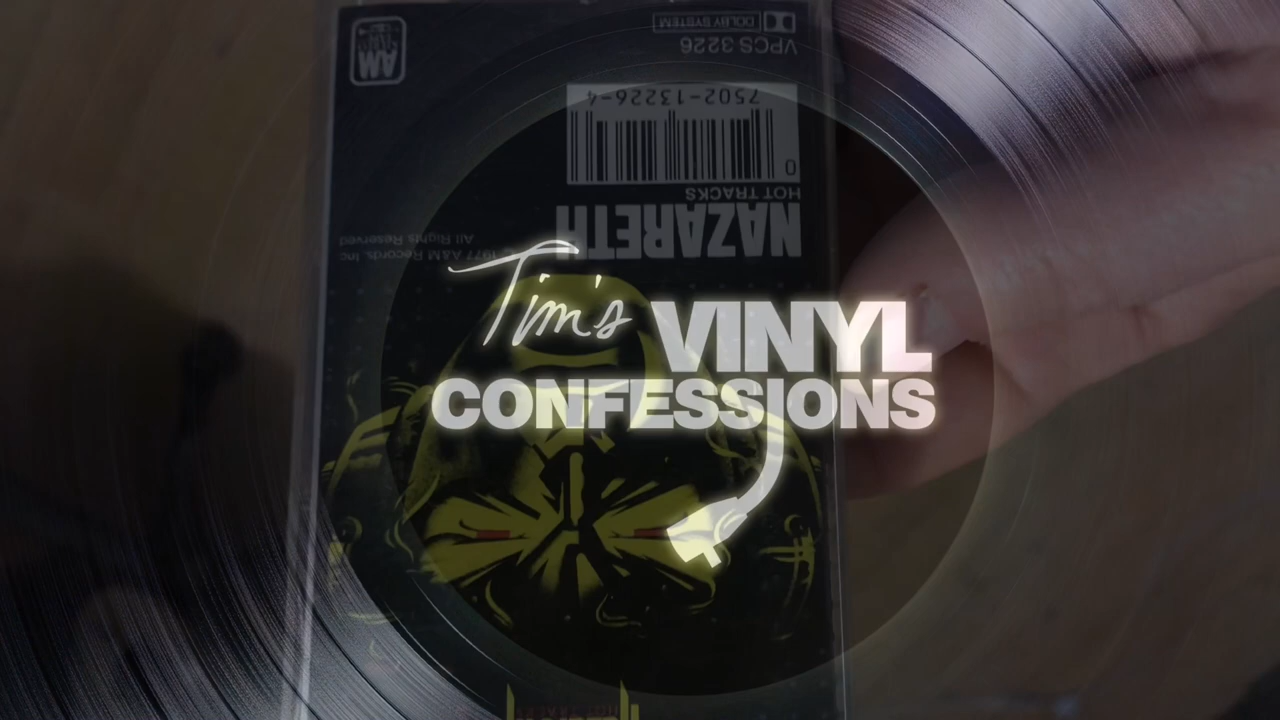 Tim's VINYL
CONFESSIONS
NAZARETH
HOT TRACKS
0
7502-13226-4
VPCS 3226
DOLBY SYSTEM
AM
1977 A&M Records, Inc
All Rights Reserved